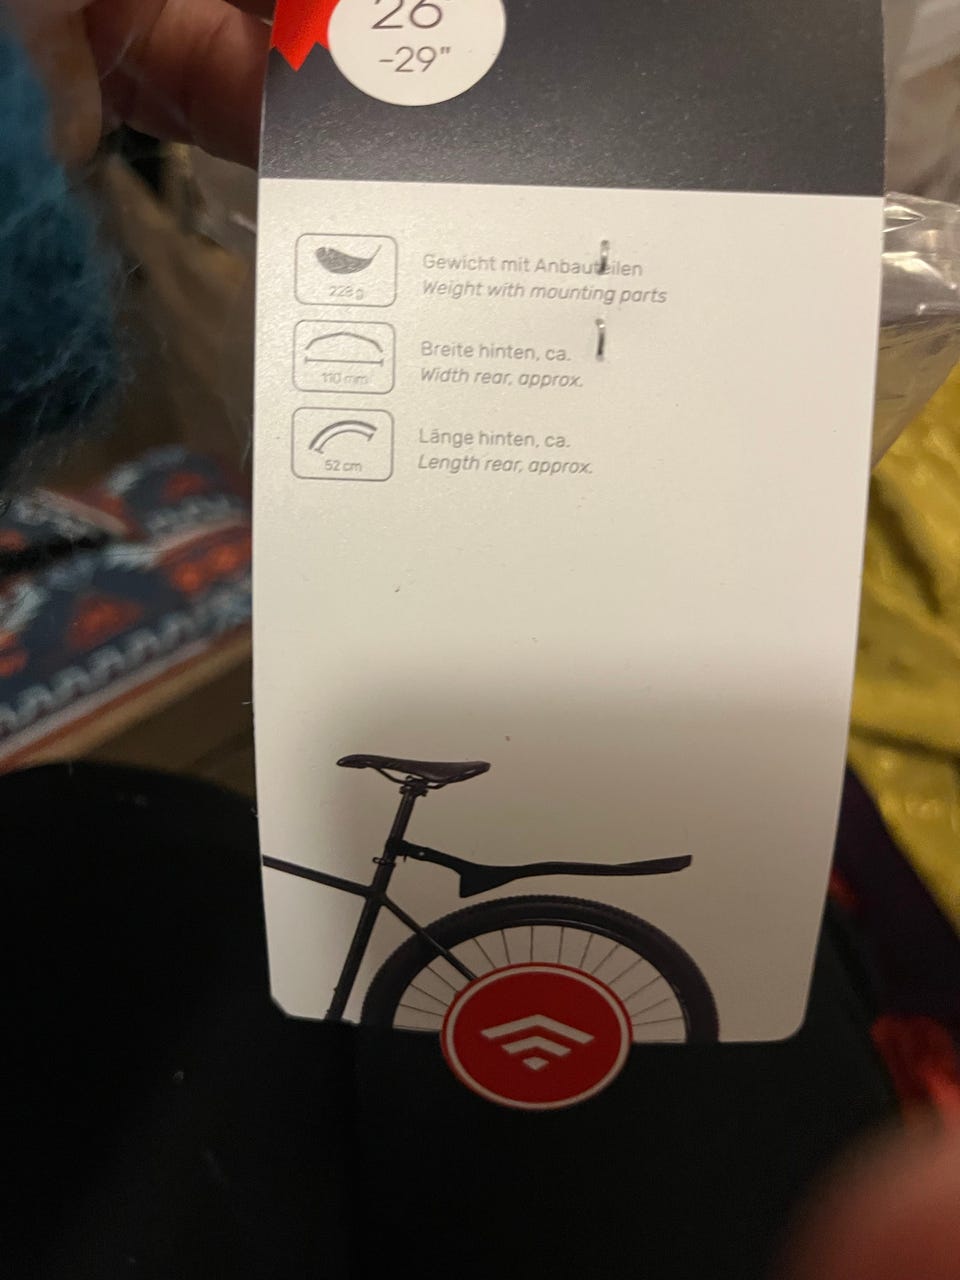 26"
-29"
Gewicht mit Anbauteilen
228 g
Weight with mounting parts
Breite hinten, ca.
110 mm
Width rear, approx.
Länge hinten, ca.
52 cm
Length rear, approx.